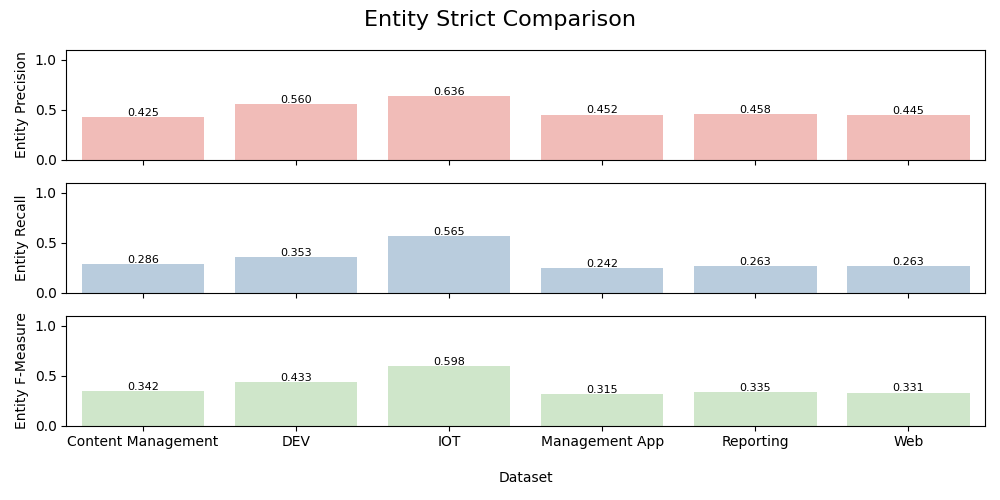 Entity Strict Comparison
Entity Precision
1.0
0.5
0.0
0.425
0.560
0.636
0.452
0.458
0.445
Entity Recall
1.0
0.5
0.0
0.286
0.353
0.565
0.242
0.263
0.263
Entity F-Measure
1.0
0.5
0.0
0.342
0.433
0.598
0.315
0.335
0.331
Content Management
DEV
IOT
Management App
Reporting
Web
Dataset